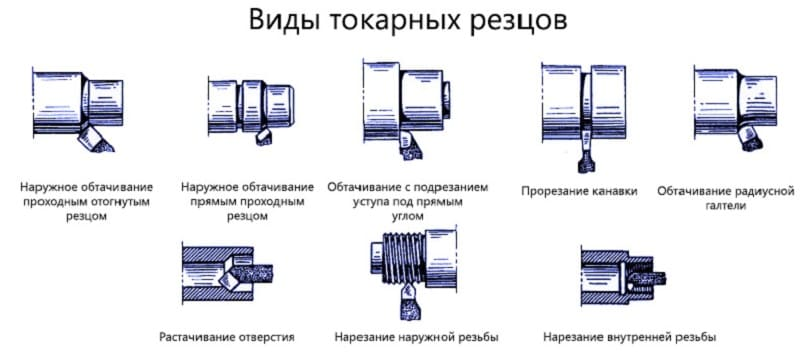 Виды токарных резцов
Наружное обтачивание
проходным отогнутым
резцом
Наружное обтачивание
прямым проходным
резцом
Обтачивание с подрезанием
уступа под прямым
углом
Прорезание канавки
Обтачивание радиусной
галтели
Растачивание отверстия
Нарезание наружной резьбы
Нарезание внутренней резьбы